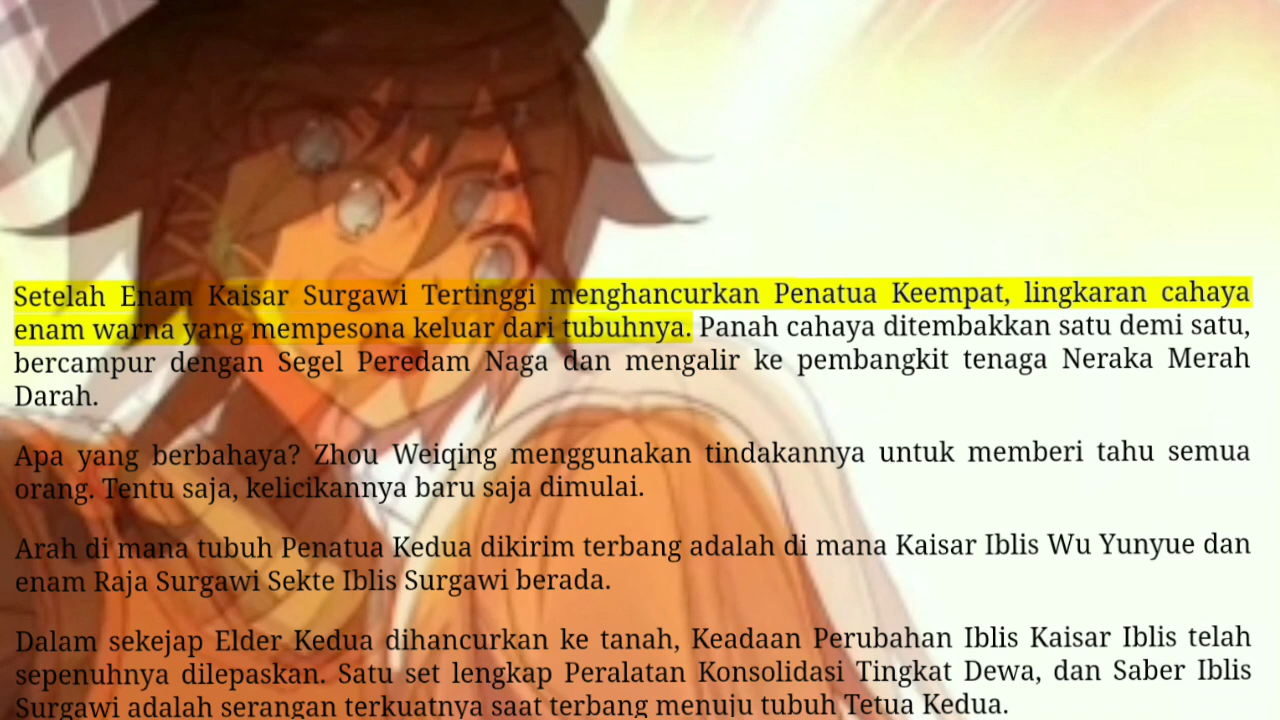 Setelah Enam Kaisar Surgawi Tertinggi menghancurkan Penatua Keempat, lingkaran cahaya
enam warna yang mempesona keluar dari tubuhnya. Panah cahaya ditembakkan satu demi satu,
bercampur dengan Segel Peredam Naga dan mengalir ke pembangkit tenaga Neraka Merah
Darah.
Apa yang berbahaya? Zhou Weiqing menggunakan tindakannya untuk memberi tahu semua
orang. Tentu saja, kelicikannya baru saja dimulai.
Arah di mana tubuh Penatua Kedua dikirim terbang adalah di mana Kaisar Iblis Wu Yunyue dan
enam Raja Surgawi Sekte Iblis Surgawi berada.
Dalam sekejap Elder Kedua dihancurkan ke tanah, Keadaan Perubahan Iblis Kaisar Iblis telah
sepenuhnya dilepaskan. Satu set lengkap Peralatan Konsolidasi Tingkat Dewa, dan Saber Iblis
Surgawi adalah serangan terkuatnya saat terbang menuju tubuh Tetua Kedua.